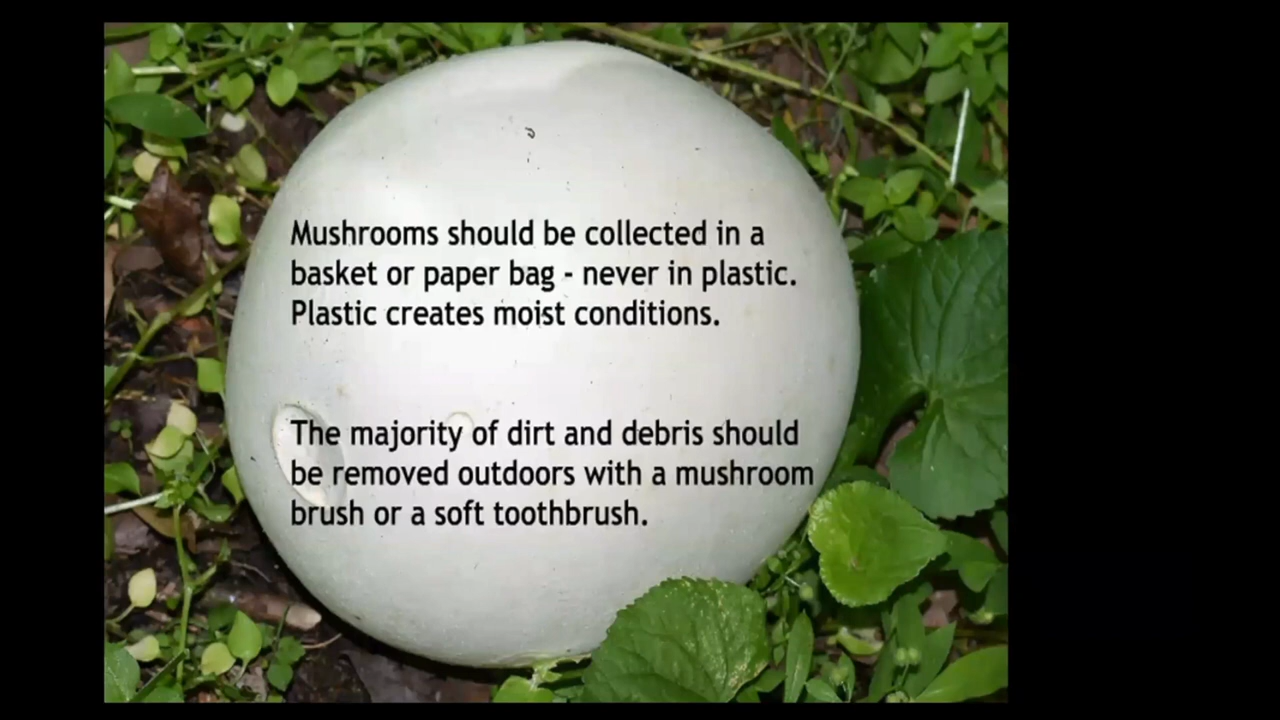 Mushrooms should be collected in a
basket or paper bag - never in plastic.
Plastic creates moist conditions.
The majority of dirt and debris should
be removed outdoors with a mushroom
brush or a soft toothbrush.